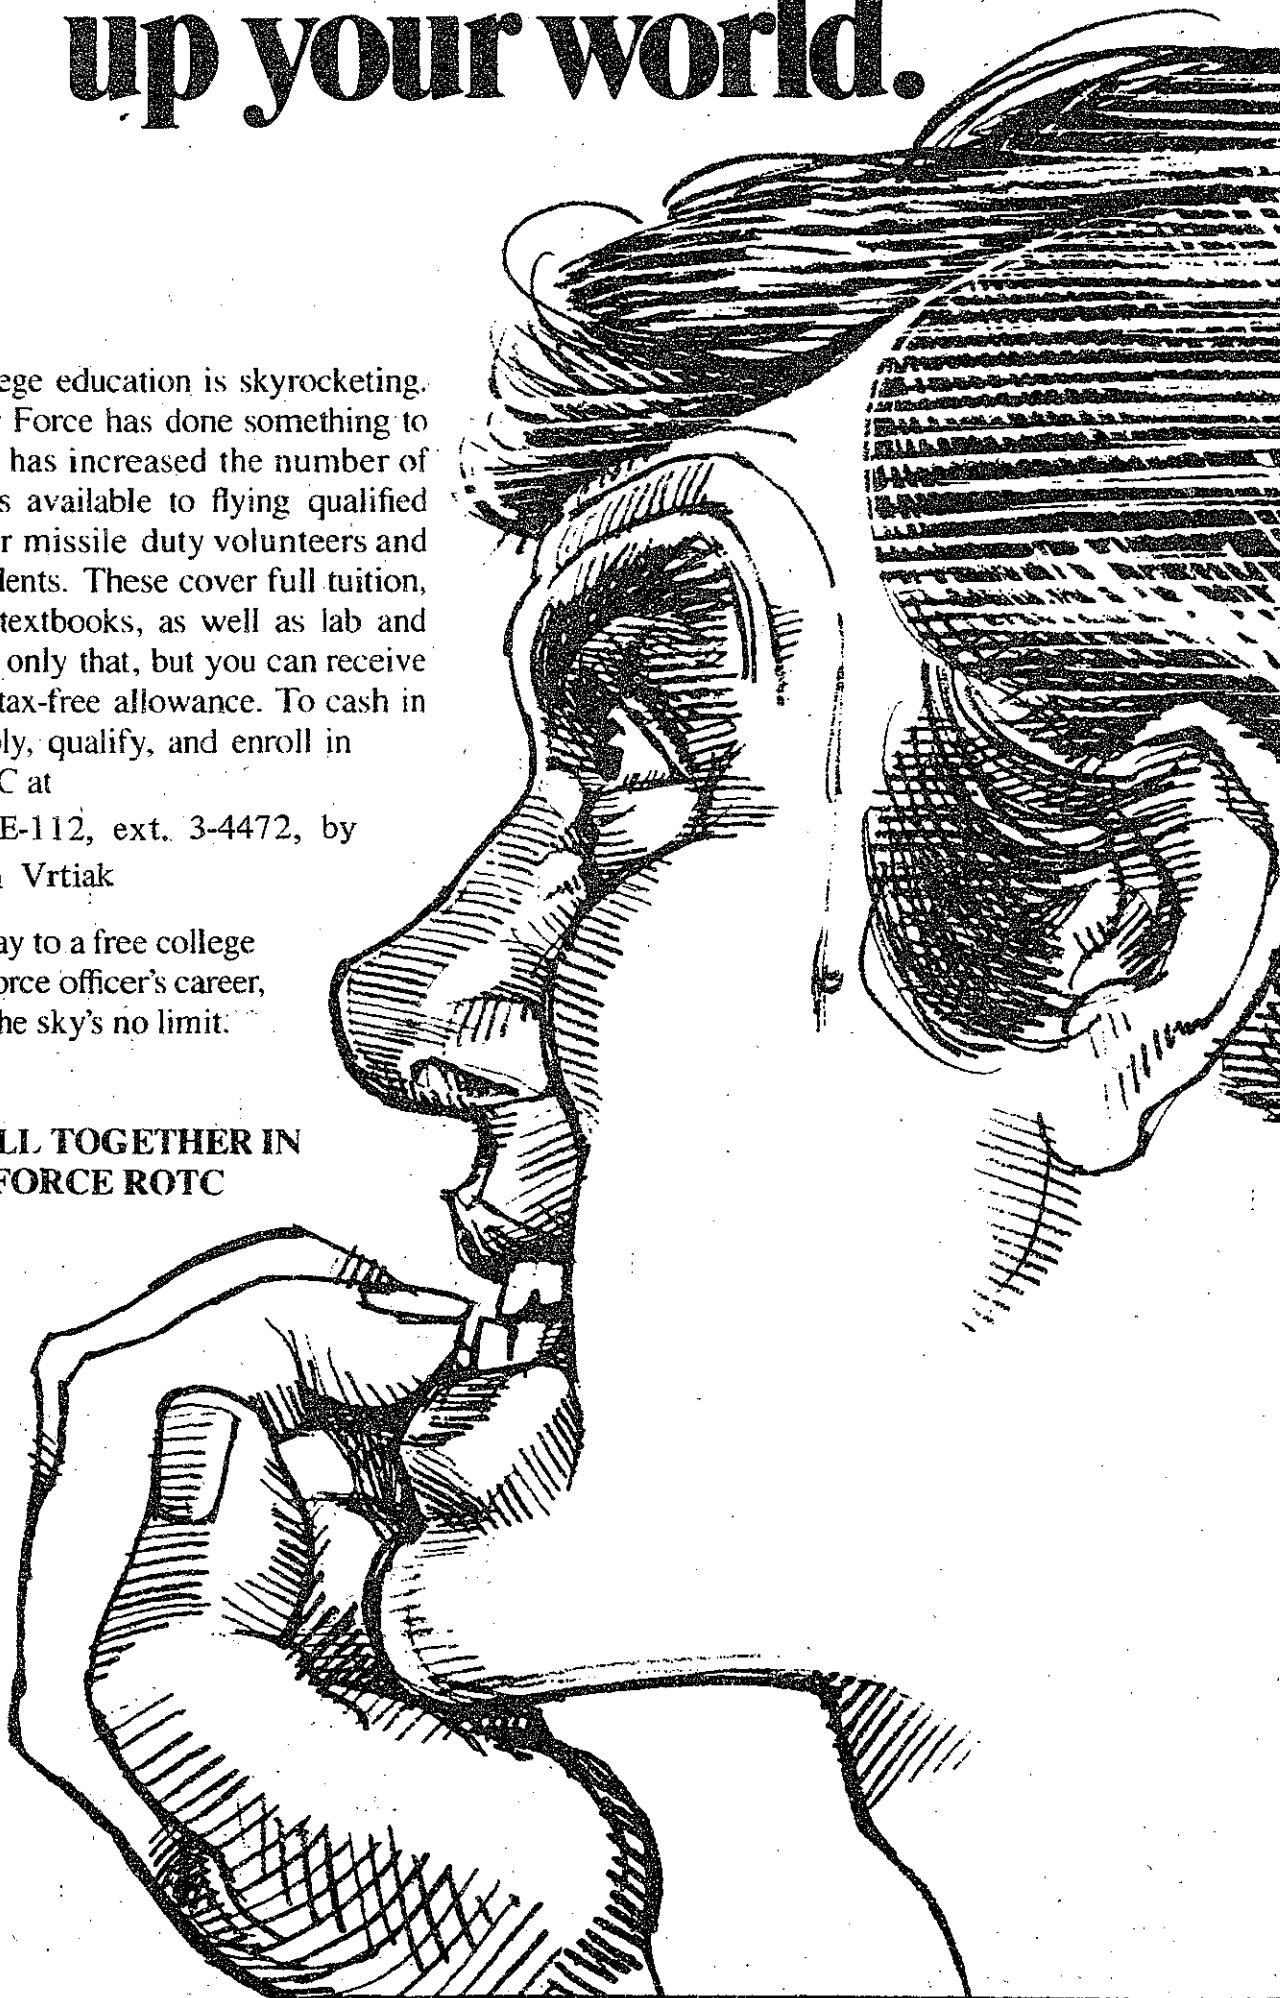 up your world.
ege education is skyrocketing.
Force has done something to
has increased the number of
s available to flying qualified
r missile duty volunteers and
lents. These cover full tuition,
textbooks, as well as lab and
only that, but you can receive
tax-free allowance. To cash in
ly, qualify, and enroll in
C at
E-112, ext. 3-4472, by
Vrtiak
ay to a free college
orce officer's career,
he sky's no limit.
LL TOGETHER IN
FORCE ROTC